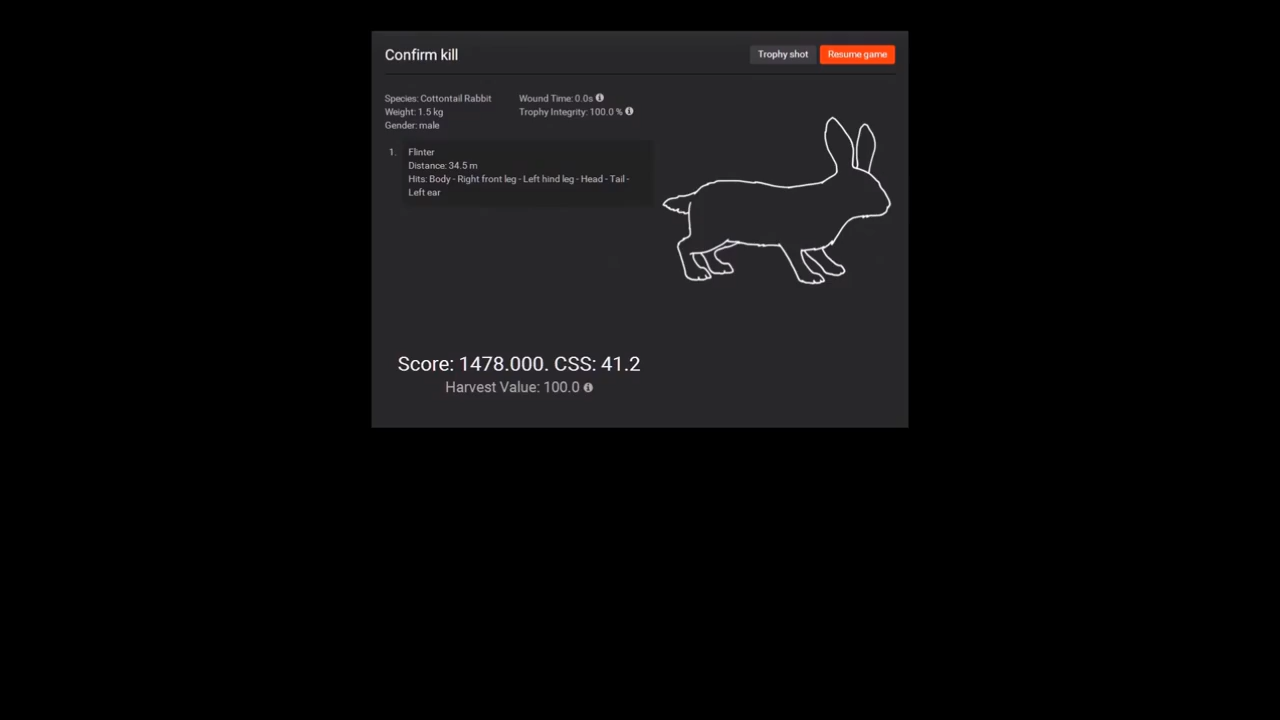 Confirm kill
Trophy shot
Resume game
Species: Cottontail Rabbit
Wound Time: 0.0s
Weight: 1.5 kg
Trophy Integrity: 100.0 %
Gender: male
1. Flinter
Distance: 34.5 m
Hits: Body - Right front leg - Left hind leg - Head - Tail -
Left ear
Score: 1478.000. CSS: 41.2
Harvest Value: 100.0